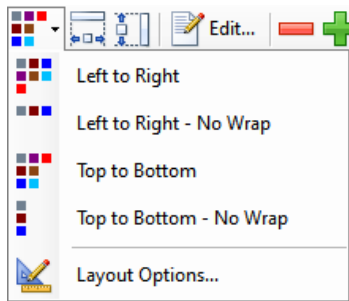 Edit...
Left to Right
Left to Right - No Wrap
Top to Bottom
Top to Bottom - No Wrap
Layout Options...